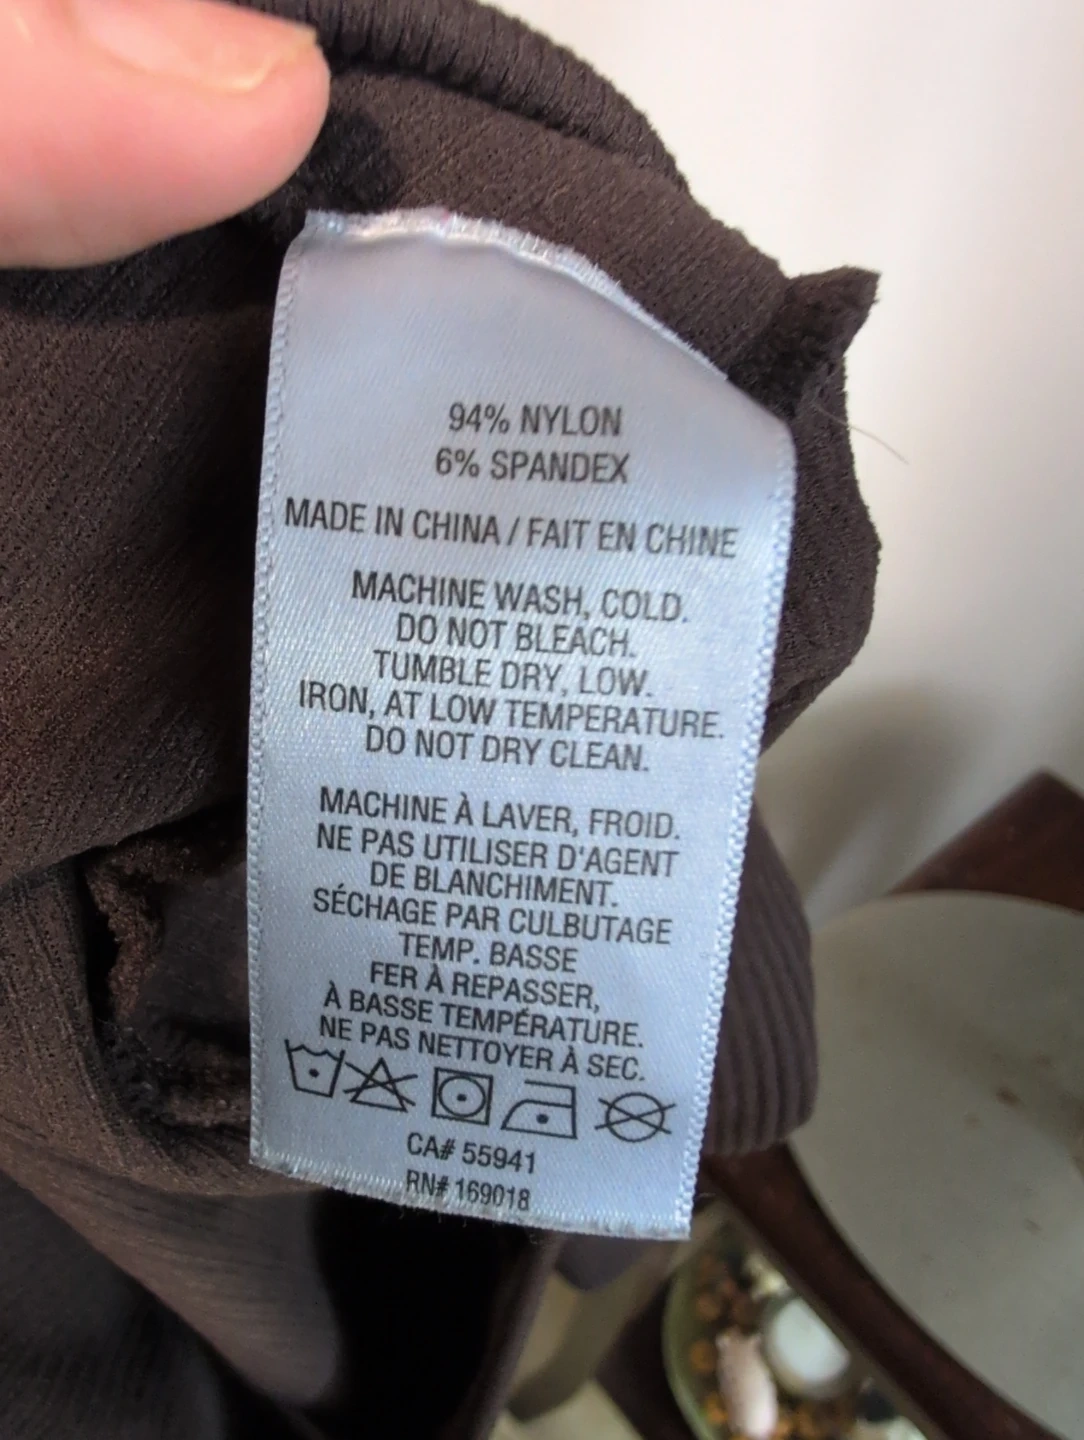 94% NYLON
6% SPANDEX
MADE IN CHINA / FAIT EN CHINE
MACHINE WASH, COLD.
DO NOT BLEACH.
TUMBLE DRY, LOW.
IRON, AT LOW TEMPERATURE.
DO NOT DRY CLEAN.
MACHINE À LAVER, FROID.
NE PAS UTILISER D'AGENT
DE BLANCHIMENT.
SÉCHAGE PAR CULBUTAGE
TEMP. BASSE
FER À REPASSER,
À BASSE TEMPÉRATURE.
NE PAS NETTOYER À SEC.
CA# 55941
RN# 169018